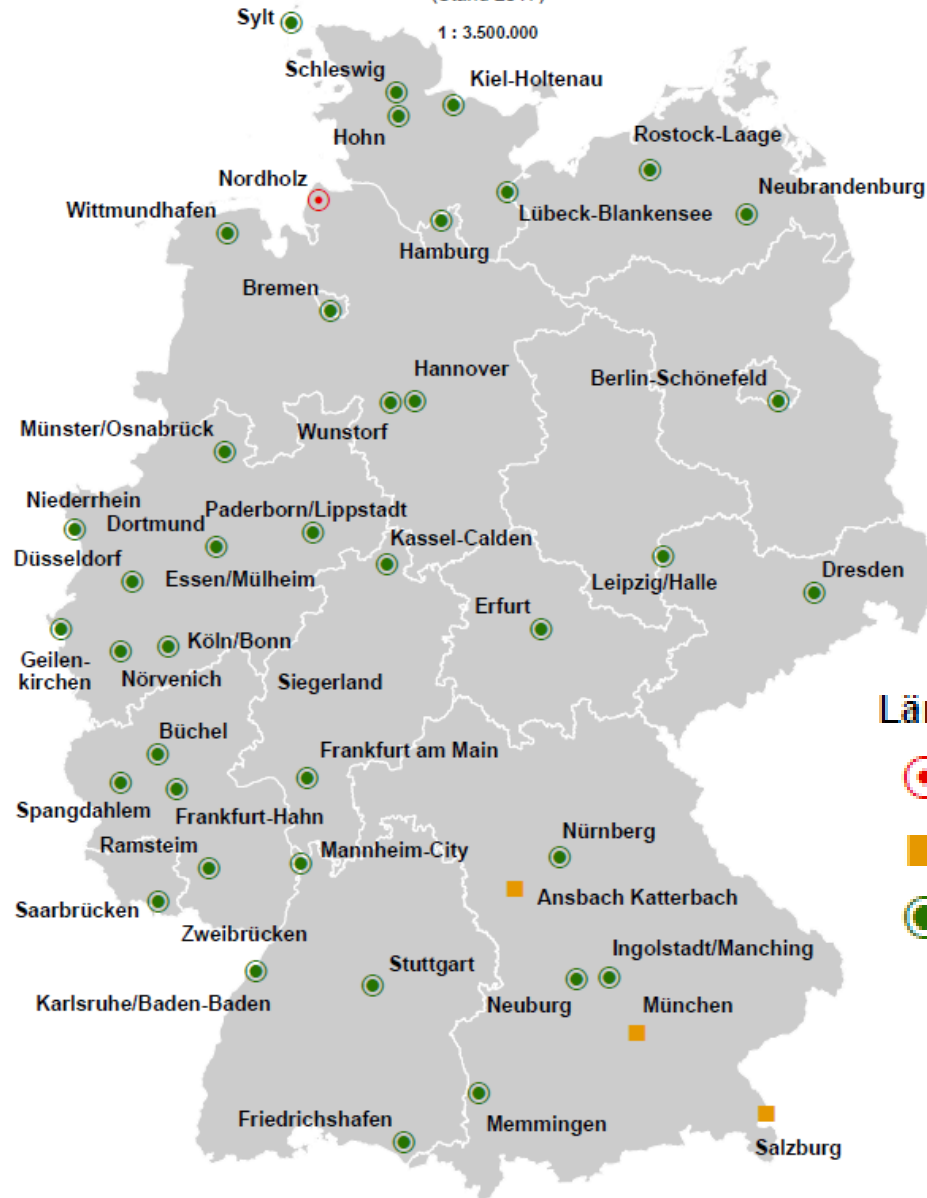 1 : 3.500.000
Sylt
Schleswig
Kiel-Holtenau
Hohn
Rostock-Laage
Nordholz
Neubrandenburg
Wittmundhafen
Lübeck-Blankensee
Hamburg
Bremen
Hannover
Berlin-Schönefeld
Münster/Osnabrück
Wunstorf
Niederrhein
Paderborn/Lippstadt
Dortmund
Kassel-Calden
Düsseldorf
Essen/Mülheim
Leipzig/Halle
Dresden
Erfurt
Köln/Bonn
Geilen-
kirchen
Nörvenich
Siegerland
Büchel
Frankfurt am Main
Spangdahlem
Frankfurt-Hahn
Nürnberg
Ramsteim
Mannheim-City
Ansbach Katterbach
Saarbrücken
Zweibrücken
Ingolstadt/Manching
Stuttgart
Karlsruhe/Baden-Baden
Neuburg
München
Friedrichshafen
Memmingen
Salzburg